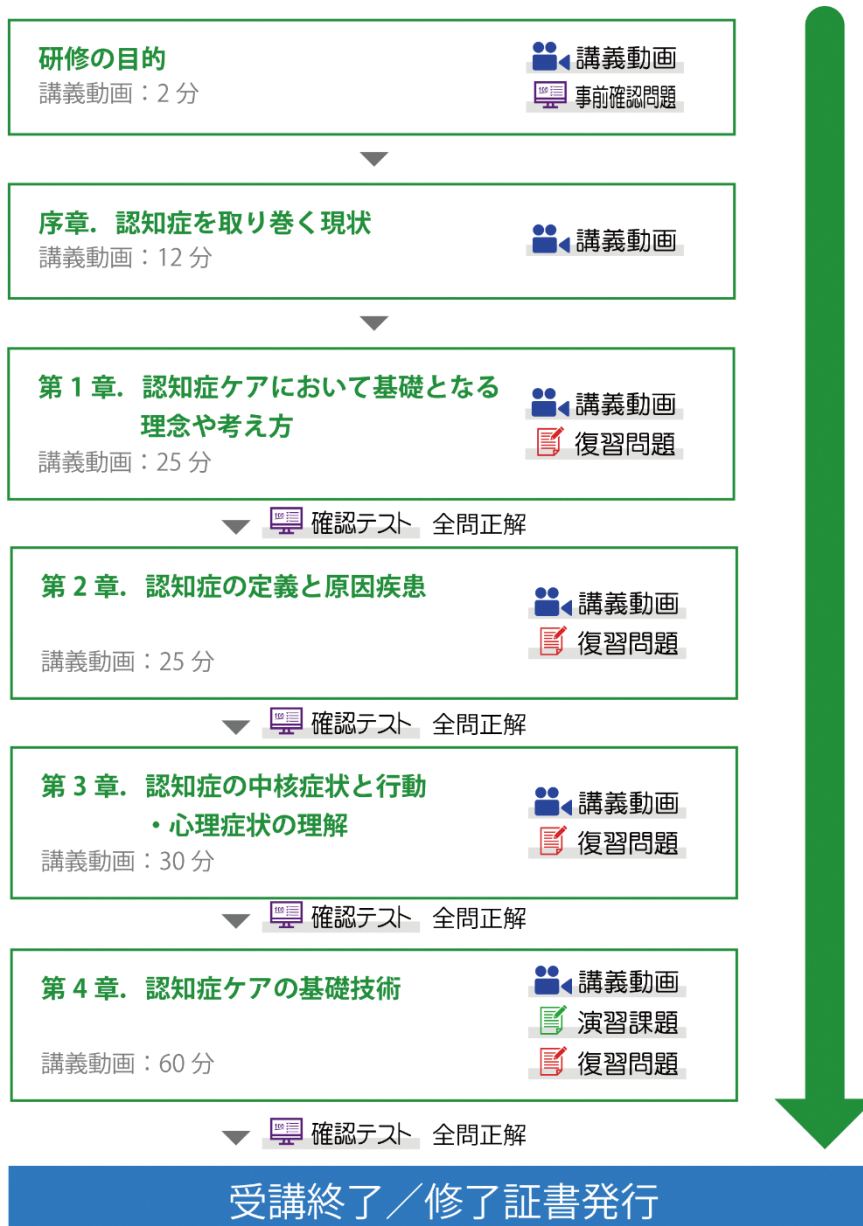 研修の目的
講義動画：2 分
講義動画
事前確認問題
序章．認知症を取り巻く現状
講義動画：12 分
講義動画
第 1 章．認知症ケアにおいて基礎となる
理念や考え方
講義動画：25 分
講義動画
復習問題
確認テスト 全問正解
第 2 章．認知症の定義と原因疾患
講義動画：25 分
講義動画
復習問題
確認テスト 全問正解
第 3 章．認知症の中核症状と行動
・心理症状の理解
講義動画：30 分
講義動画
復習問題
確認テスト 全問正解
第 4 章．認知症ケアの基礎技術
講義動画：60 分
講義動画
演習課題
復習問題
確認テスト 全問正解
受講終了／修了証書発行